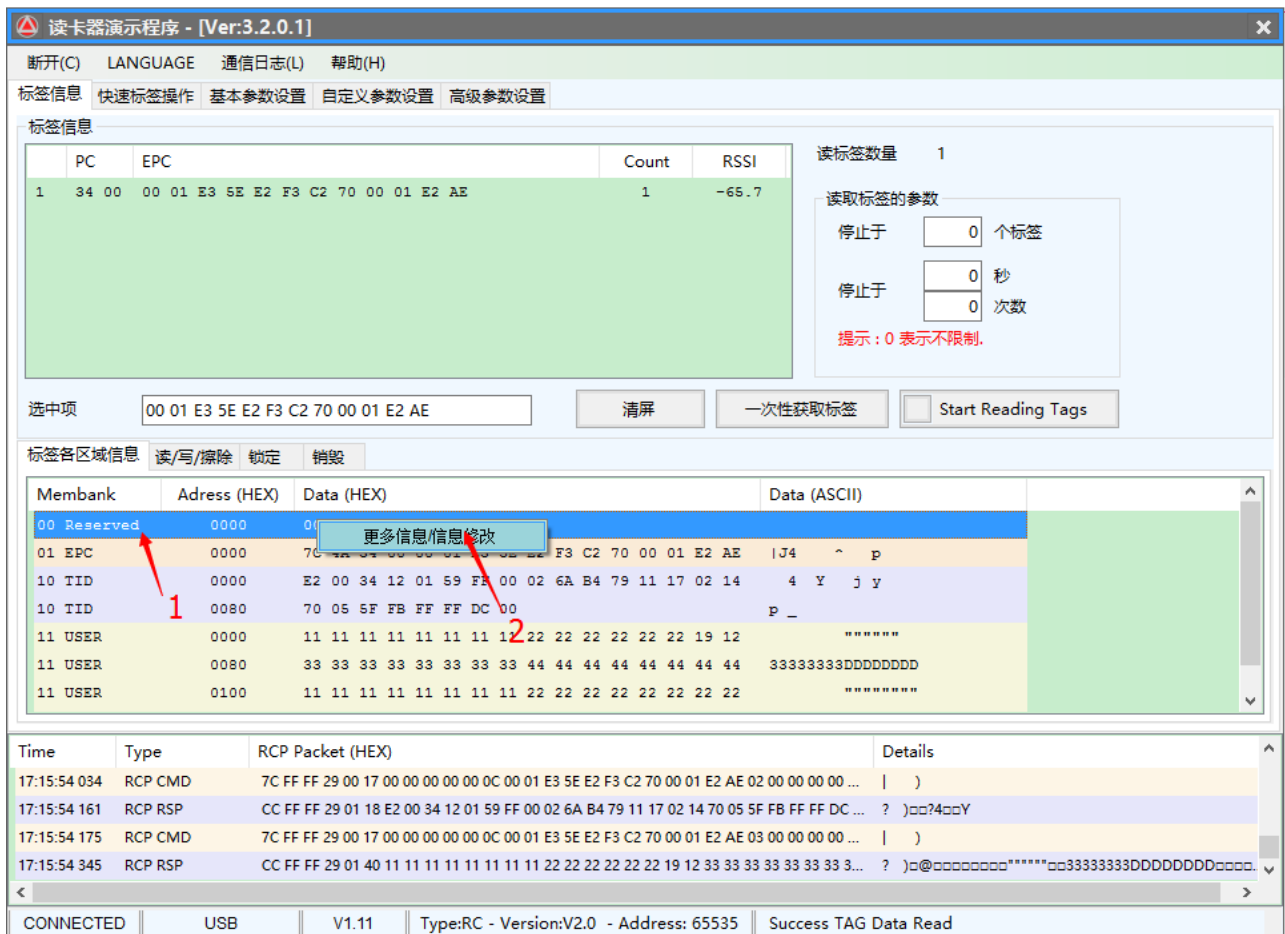 读卡器演示程序 - [Ver:3.2.0.1]
断开(C) LANGUAGE 通信日志(L) 帮助(H)
标签信息 快速标签操作 基本参数设置 自定义参数设置 高级参数设置
标签信息
PC EPC Count RSSI
1 34 00 00 01 E3 5E E2 F3 C2 70 00 01 E2 AE 1 -65.7
读标签数量 1
读取标签的参数
停止于 0 个标签
停止于 0 秒
0 次数
提示：0 表示不限制.
选中项 00 01 E3 5E E2 F3 C2 70 00 01 E2 AE 清屏 一次性获取标签 Start Reading Tags
标签各区域信息 读/写/擦除 锁定 销毁
Membank Adress (HEX) Data (HEX) Data (ASCII)
00 Reserved 0000
更多信息/信息修改
01 EPC 0000 F3 C2 70 00 01 E2 AE |J4 ^ p
10 TID 0000 E2 00 34 12 01 59 FF 00 02 6A B4 79 11 17 02 14 4 Y j y
10 TID 0080 70 05 5F FB FF FF DC 00 p _
1
2
11 USER 0000 11 11 11 11 11 11 11 11 22 22 22 22 22 22 19 12 """"""
11 USER 0080 33 33 33 33 33 33 33 33 44 44 44 44 44 44 44 44 33333333DDDDDDDD
11 USER 0100 11 11 11 11 11 11 11 11 22 22 22 22 22 22 22 22 """"""""
Time Type RCP Packet (HEX) Details
17:15:54 034 RCP CMD 7C FF FF 29 00 17 00 00 00 00 00 0C 00 01 E3 5E E2 F3 C2 70 00 01 E2 AE 02 00 00 00 00 ... | )
17:15:54 161 RCP RSP CC FF FF 29 01 18 E2 00 34 12 01 59 FF 00 02 6A B4 79 11 17 02 14 70 05 5F FB FF FF DC ... ? )□□?4□□Y
17:15:54 175 RCP CMD 7C FF FF 29 00 17 00 00 00 00 00 0C 00 01 E3 5E E2 F3 C2 70 00 01 E2 AE 03 00 00 00 00 ... | )
17:15:54 345 RCP RSP CC FF FF 29 01 40 11 11 11 11 11 11 11 11 22 22 22 22 22 22 19 12 33 33 33 33 33 33 33 3... ? )□@□□□□□□□□""""""□□33333333DDDDDDDD□□□□...
CONNECTED USB V1.11 Type:RC - Version:V2.0 - Address: 65535 Success TAG Data Read